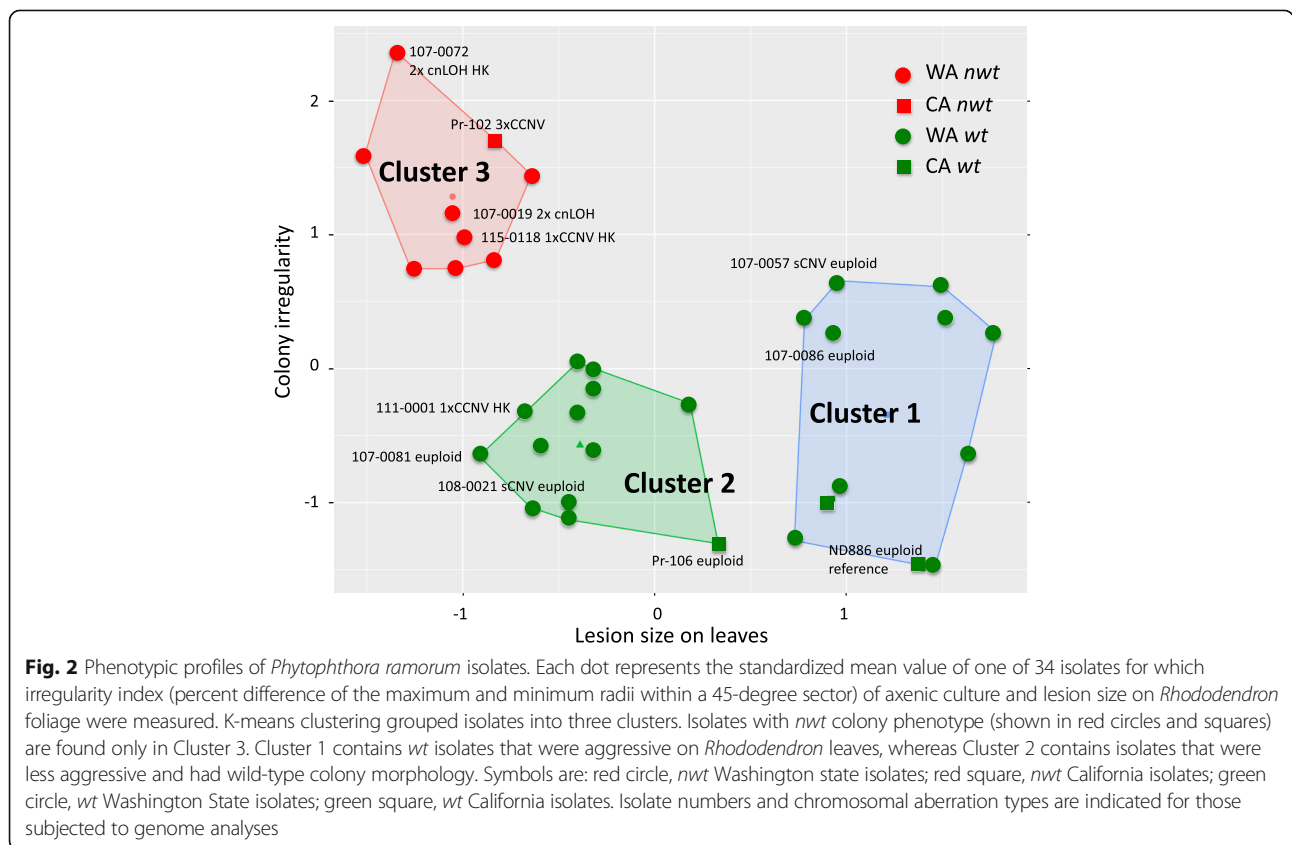 107-0072
2x cnLOH HK
WA nwt
CA nwt
WA wt
CA wt
2
Pr-102 3xCCNV
Cluster 3
107-0019 2x cnLOH
115-0118 1xCCNV HK
1
Colony irregularity
107-0057 sCNV euploid
107-0086 euploid
0
111-0001 1xCCNV HK
Cluster 1
107-0081 euploid
108-0021 sCNV euploid
Cluster 2
-1
Pr-106 euploid
ND886 euploid
reference
-1
0
1
Lesion size on leaves
Fig. 2 Phenotypic profiles of Phytophthora ramorum isolates. Each dot represents the standardized mean value of one of 34 isolates for which
irregularity index (percent difference of the maximum and minimum radii within a 45-degree sector) of axenic culture and lesion size on Rhododendron
foliage were measured. K-means clustering grouped isolates into three clusters. Isolates with nwt colony phenotype (shown in red circles and squares)
are found only in Cluster 3. Cluster 1 contains wt isolates that were aggressive on Rhododendron leaves, whereas Cluster 2 contains isolates that were
less aggressive and had wild-type colony morphology. Symbols are: red circle, nwt Washington state isolates; red square, nwt California isolates; green
circle, wt Washington State isolates; green square, wt California isolates. Isolate numbers and chromosomal aberration types are indicated for those
subjected to genome analyses